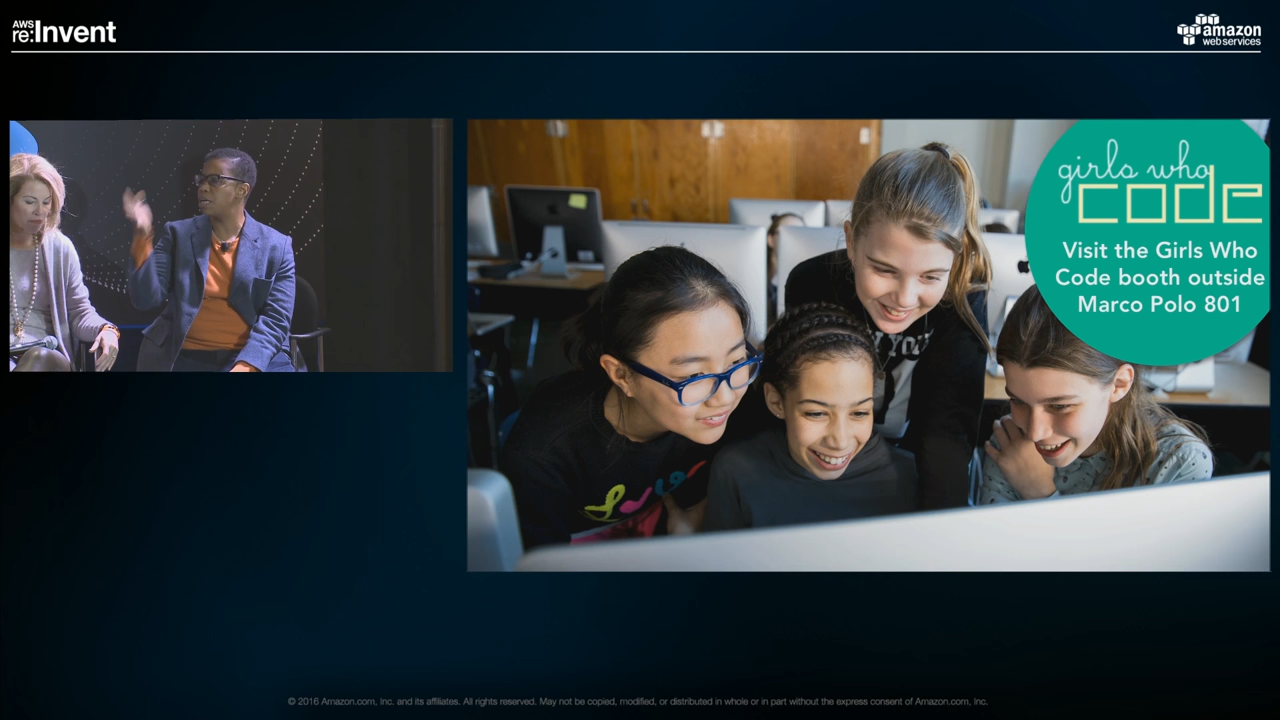 AWS
re:Invent
amazon
webservices
girls who
code
Visit the Girls Who
Code booth outside
Marco Polo 801
© 2016 Amazon.com, Inc. and its affiliates. All rights reserved. May not be copied, modified, or distributed in whole or in part without the express consent of Amazon.com, Inc.